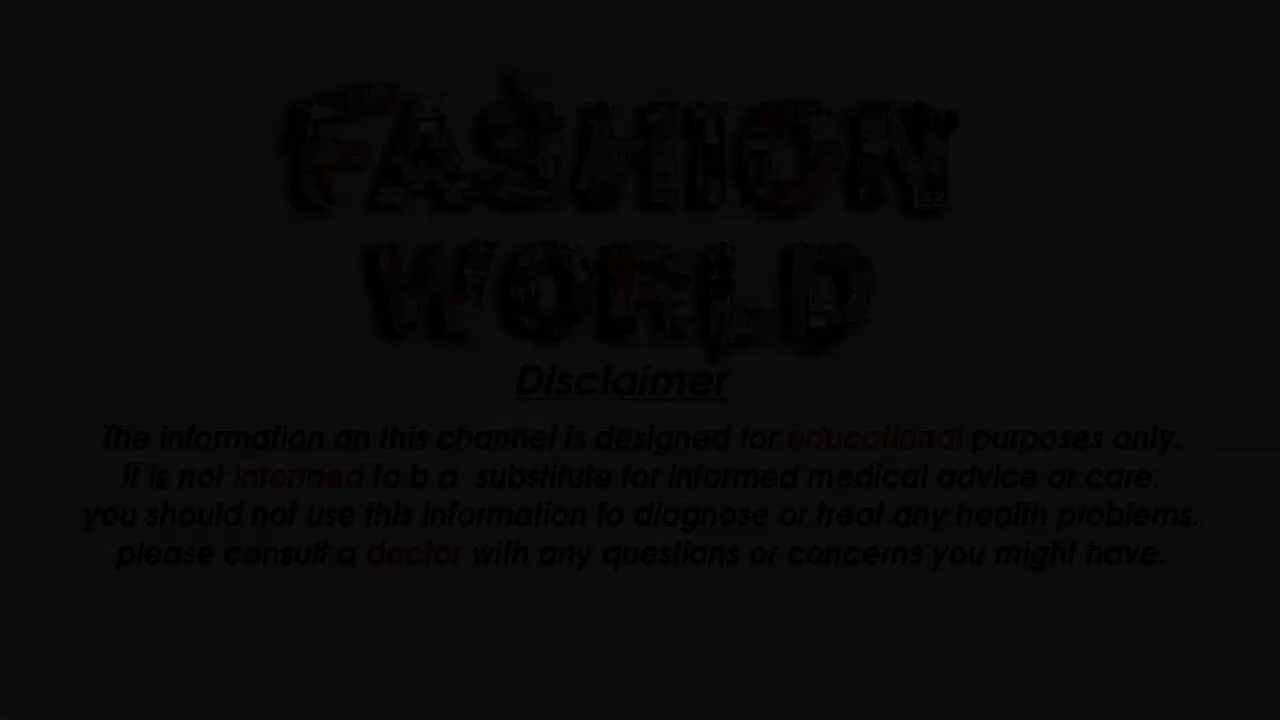 FASHION
WORLD
Disclaimer
The information on this channel is designed for educational purposes only.
It is not intended to b a substitute for informed medical advice or care.
you should not use this information to diagnose or treat any health problems.
please consult a doctor with any questions or concerns you might have.